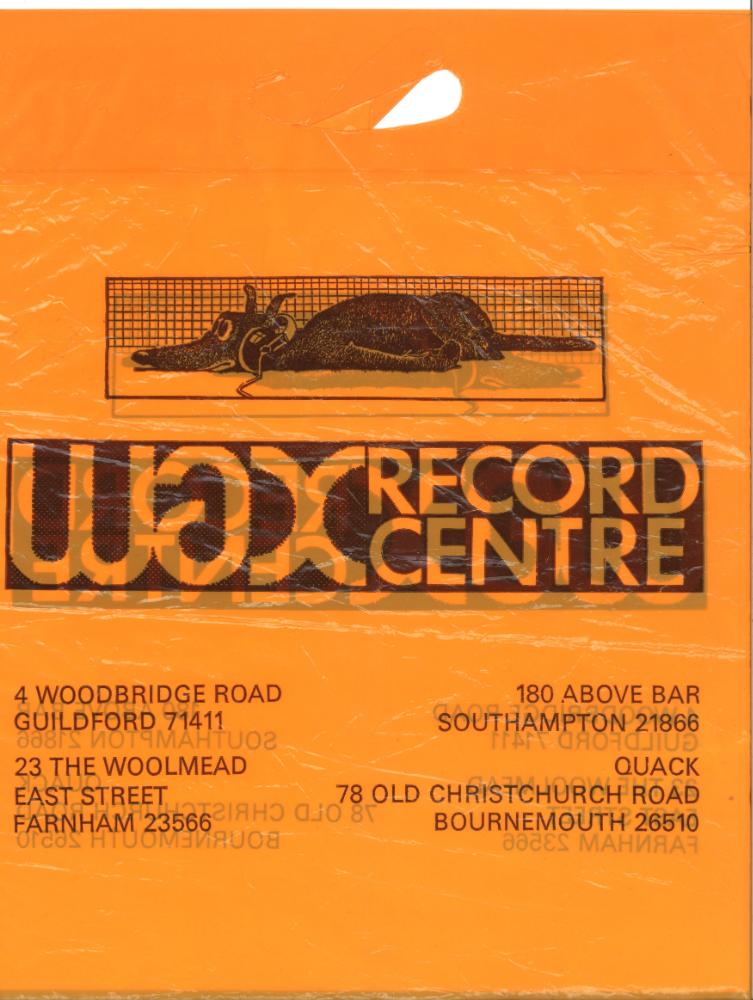 wax RECORD
CENTRE
4 WOODBRIDGE ROAD
GUILDFORD 71411
23 THE WOOLMEAD
EAST STREET
FARNHAM 23566
180 ABOVE BAR
SOUTHAMPTON 21866
QUACK
78 OLD CHRISTCHURCH ROAD
BOURNEMOUTH 26510